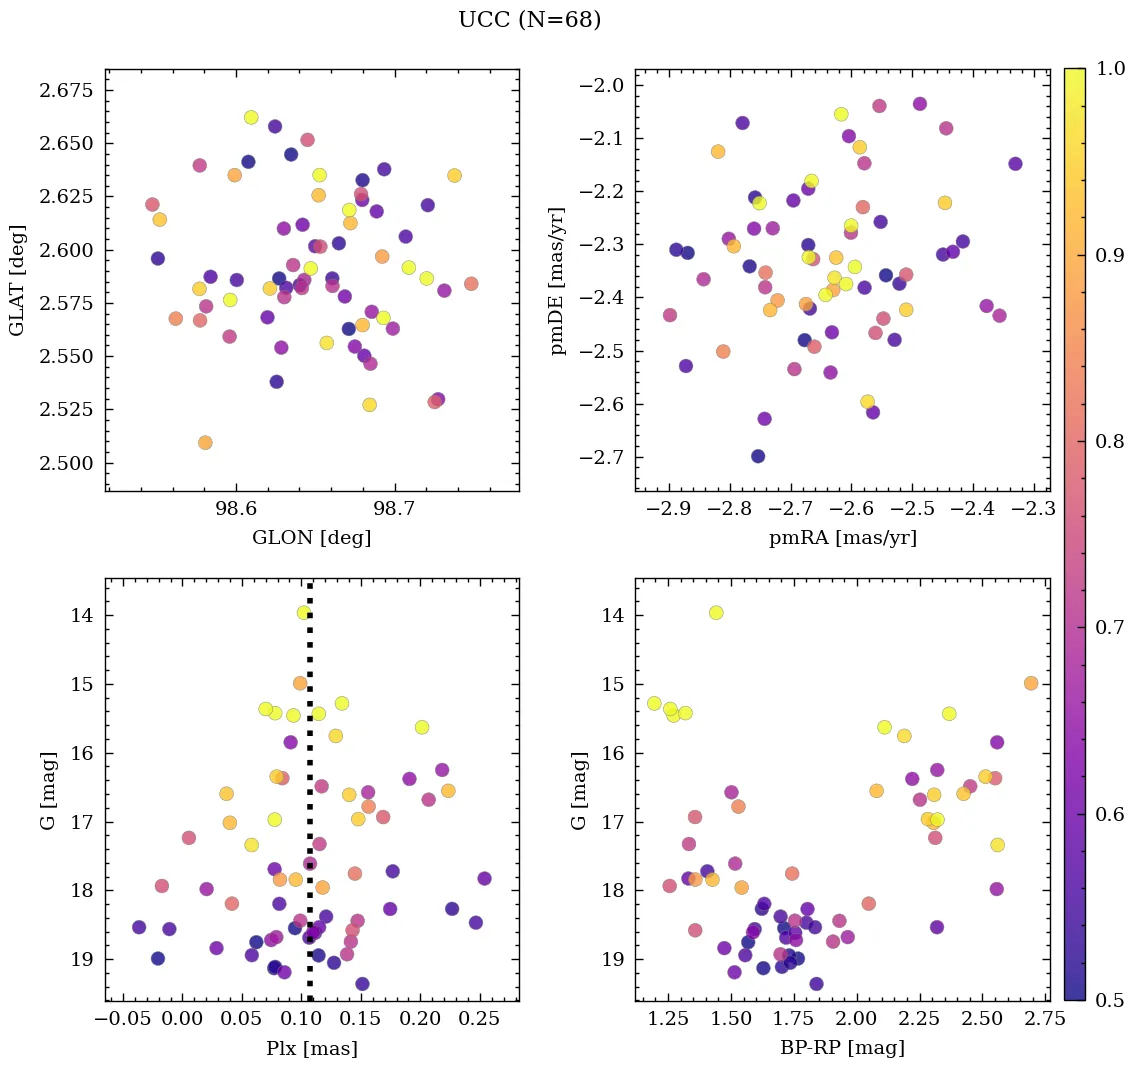 UCC (N=68)
2.675
2.650
2.625
2.600
2.575
2.550
2.525
2.500
GLAT [deg]
98.6 98.7
GLON [deg]
−2.0
−2.1
−2.2
−2.3
−2.4
−2.5
−2.6
−2.7
pmDE [mas/yr]
−2.9 −2.8 −2.7 −2.6 −2.5 −2.4 −2.3
pmRA [mas/yr]
14
15
16
17
18
19
G [mag]
−0.05 0.00 0.05 0.10 0.15 0.20 0.25
Plx [mas]
14
15
16
17
18
19
G [mag]
1.25 1.50 1.75 2.00 2.25 2.50 2.75
BP-RP [mag]
1.0
0.9
0.8
0.7
0.6
0.5